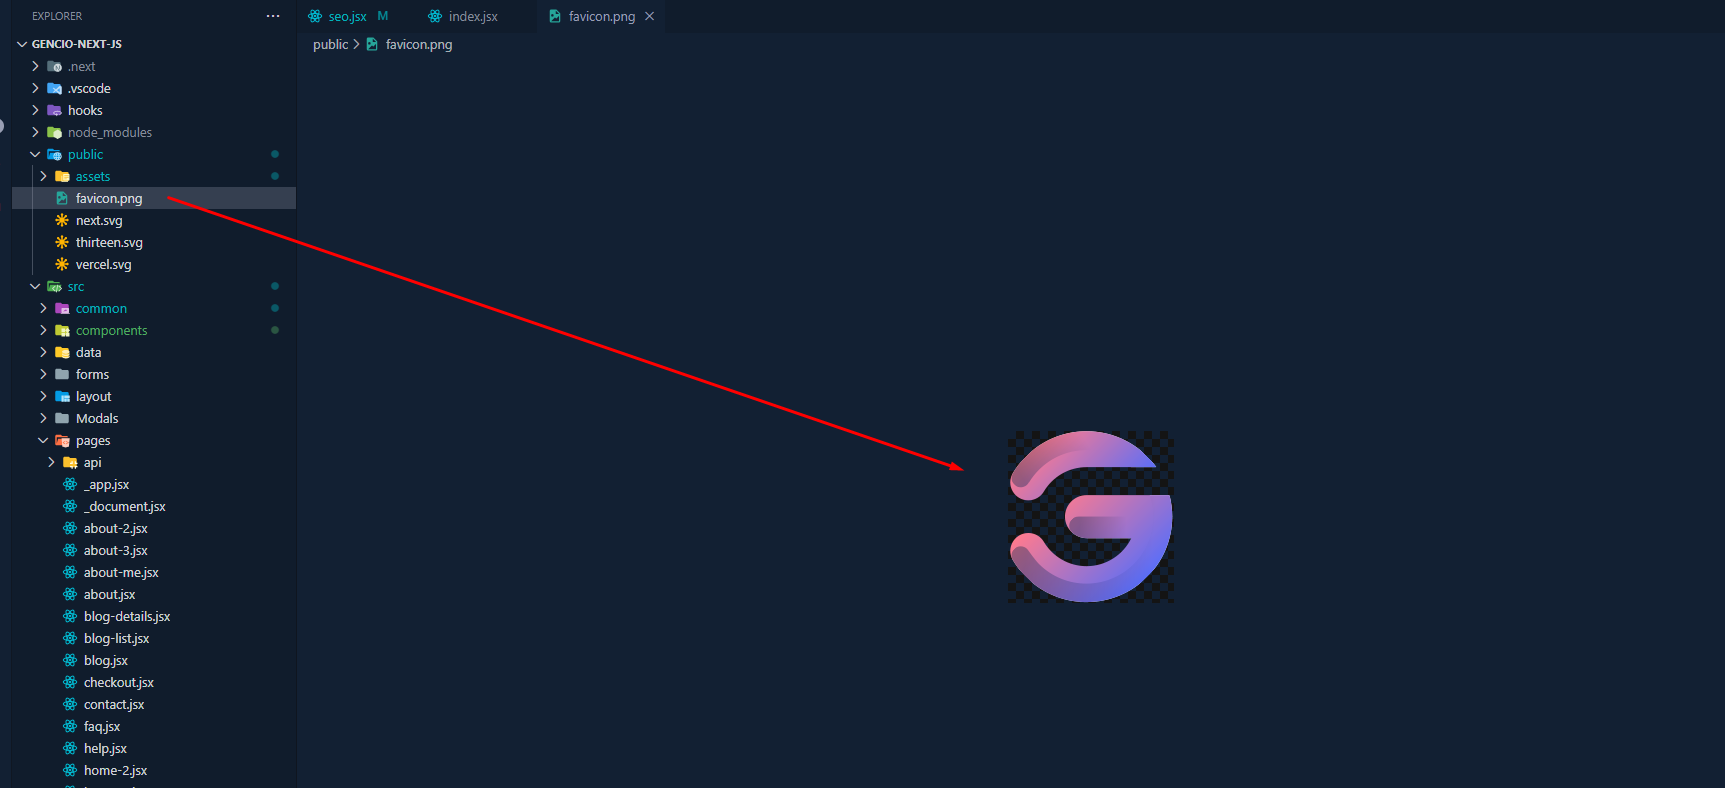 EXPLORER
GENCIO-NEXT-JS
.next
.vscode
hooks
node_modules
public
assets
favicon.png
next.svg
thirteen.svg
vercel.svg
src
common
components
data
forms
layout
Modals
pages
api
_app.jsx
_document.jsx
about-2.jsx
about-3.jsx
about-me.jsx
about.jsx
blog-details.jsx
blog-list.jsx
blog.jsx
checkout.jsx
contact.jsx
faq.jsx
help.jsx
home-2.jsx
seo.jsx M
index.jsx
favicon.png
public > favicon.png